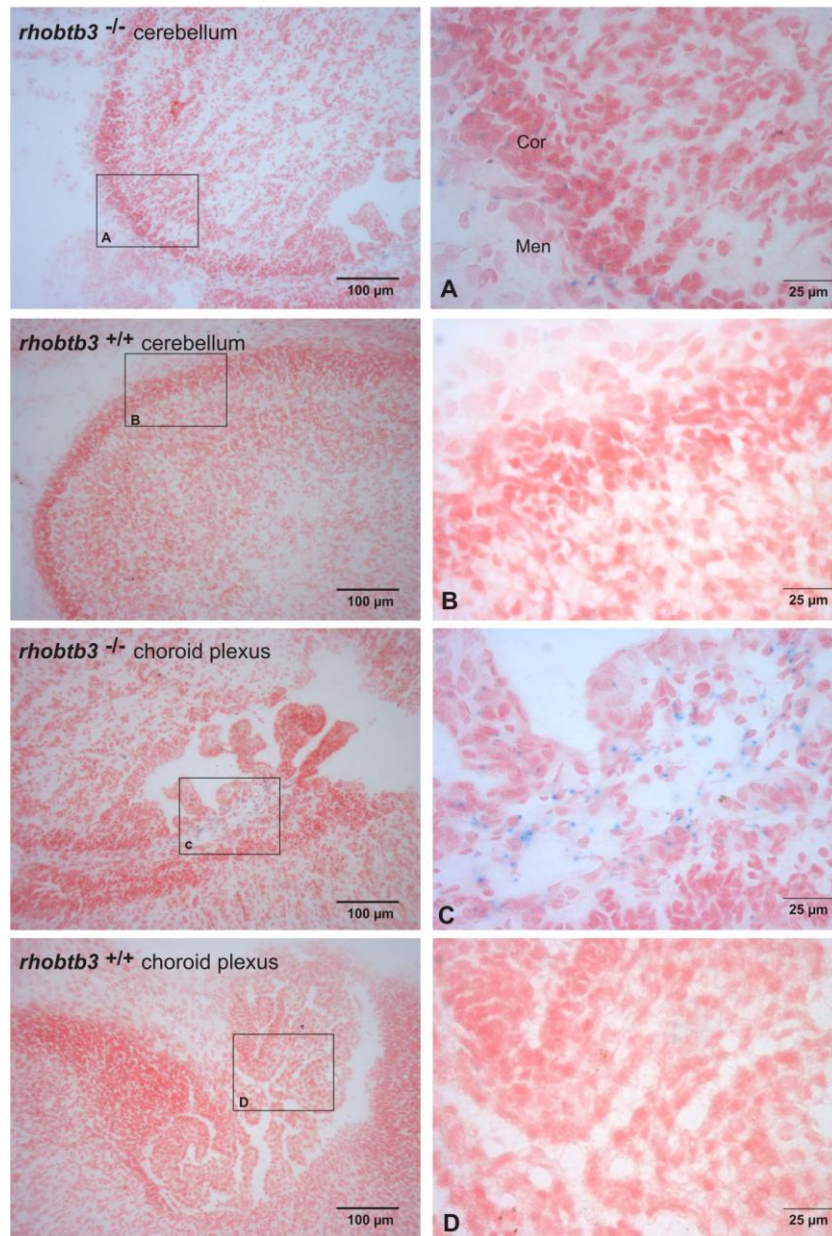 rhobtb3 -/- cerebellum
A
100 µm
Cor
Men
A
25 µm
rhobtb3 +/+ cerebellum
B
100 µm
B
25 µm
rhobtb3 -/- choroid plexus
c
100 µm
C
25 µm
rhobtb3 +/+ choroid plexus
D
100 µm
D
25 µm